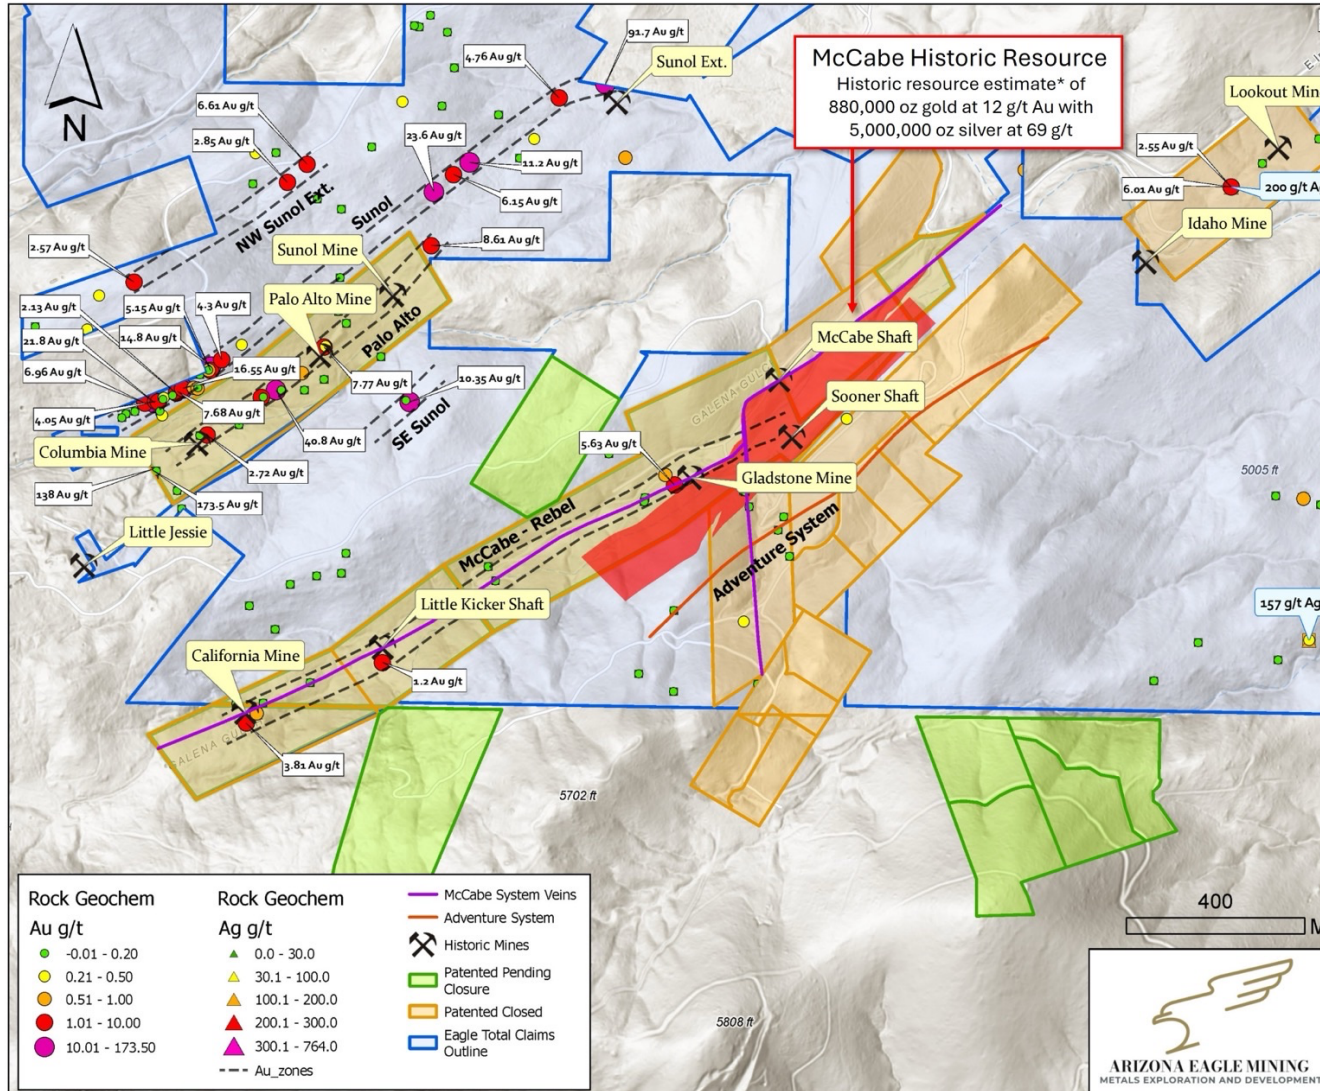 McCabe Historic Resource
Historic resource estimate* of
880,000 oz gold at 12 g/t Au with
5,000,000 oz silver at 69 g/t
91.7 Au g/t
4.76 Au g/t
Sunol Ext.
N
6.61 Au g/t
2.85 Au g/t
23.6 Au g/t
11.2 Au g/t
6.15 Au g/t
8.61 Au g/t
NW Sunol Ext.
Sunol
Sunol Mine
2.57 Au g/t
Palo Alto Mine
Palo Alto
2.13 Au g/t
5.15 Au g/t
4.3 Au g/t
21.8 Au g/t
14.8 Au g/t
6.96 Au g/t
16.55 Au g/t
7.77 Au g/t
10.35 Au g/t
4.05 Au g/t
7.68 Au g/t
40.8 Au g/t
SE Sunol
Columbia Mine
2.72 Au g/t
138 Au g/t
173.5 Au g/t
Little Jessie
Lookout Min
2.55 Au g/t
6.01 Au g/t
200 g/t A
Idaho Mine
McCabe Shaft
GALENA GUL
Sooner Shaft
5.63 Au g/t
Gladstone Mine
5005 ft
McCabe - Rebel
Adventure System
Little Kicker Shaft
157 g/t Ag
California Mine
1.2 Au g/t
GALENA GU
3.81 Au g/t
5702 ft
5808 ft
400
M
Rock Geochem
Au g/t
-0.01 - 0.20
0.21 - 0.50
0.51 - 1.00
1.01 - 10.00
10.01 - 173.50
Rock Geochem
Ag g/t
0.0 - 30.0
30.1 - 100.0
100.1 - 200.0
200.1 - 300.0
300.1 - 764.0
Au_zones
McCabe System Veins
Adventure System
Historic Mines
Patented Pending
Closure
Patented Closed
Eagle Total Claims
Outline
ARIZONA EAGLE MINING
METALS EXPLORATION AND DEVELOPMENT